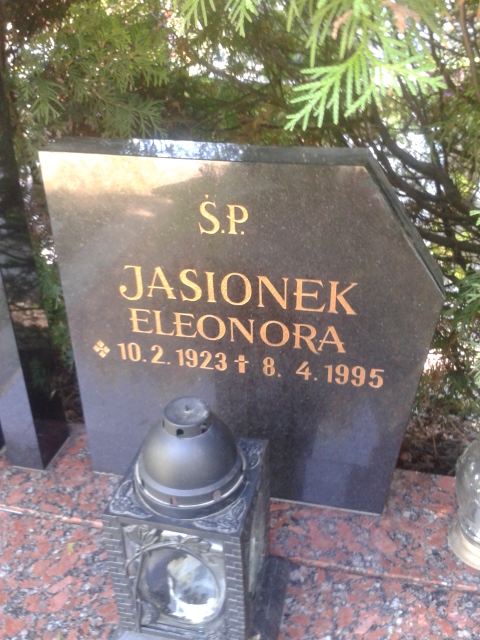 Ś.P.
JASIONEK
ELEONORA
10.2.1923 ✝ 8.4.1995